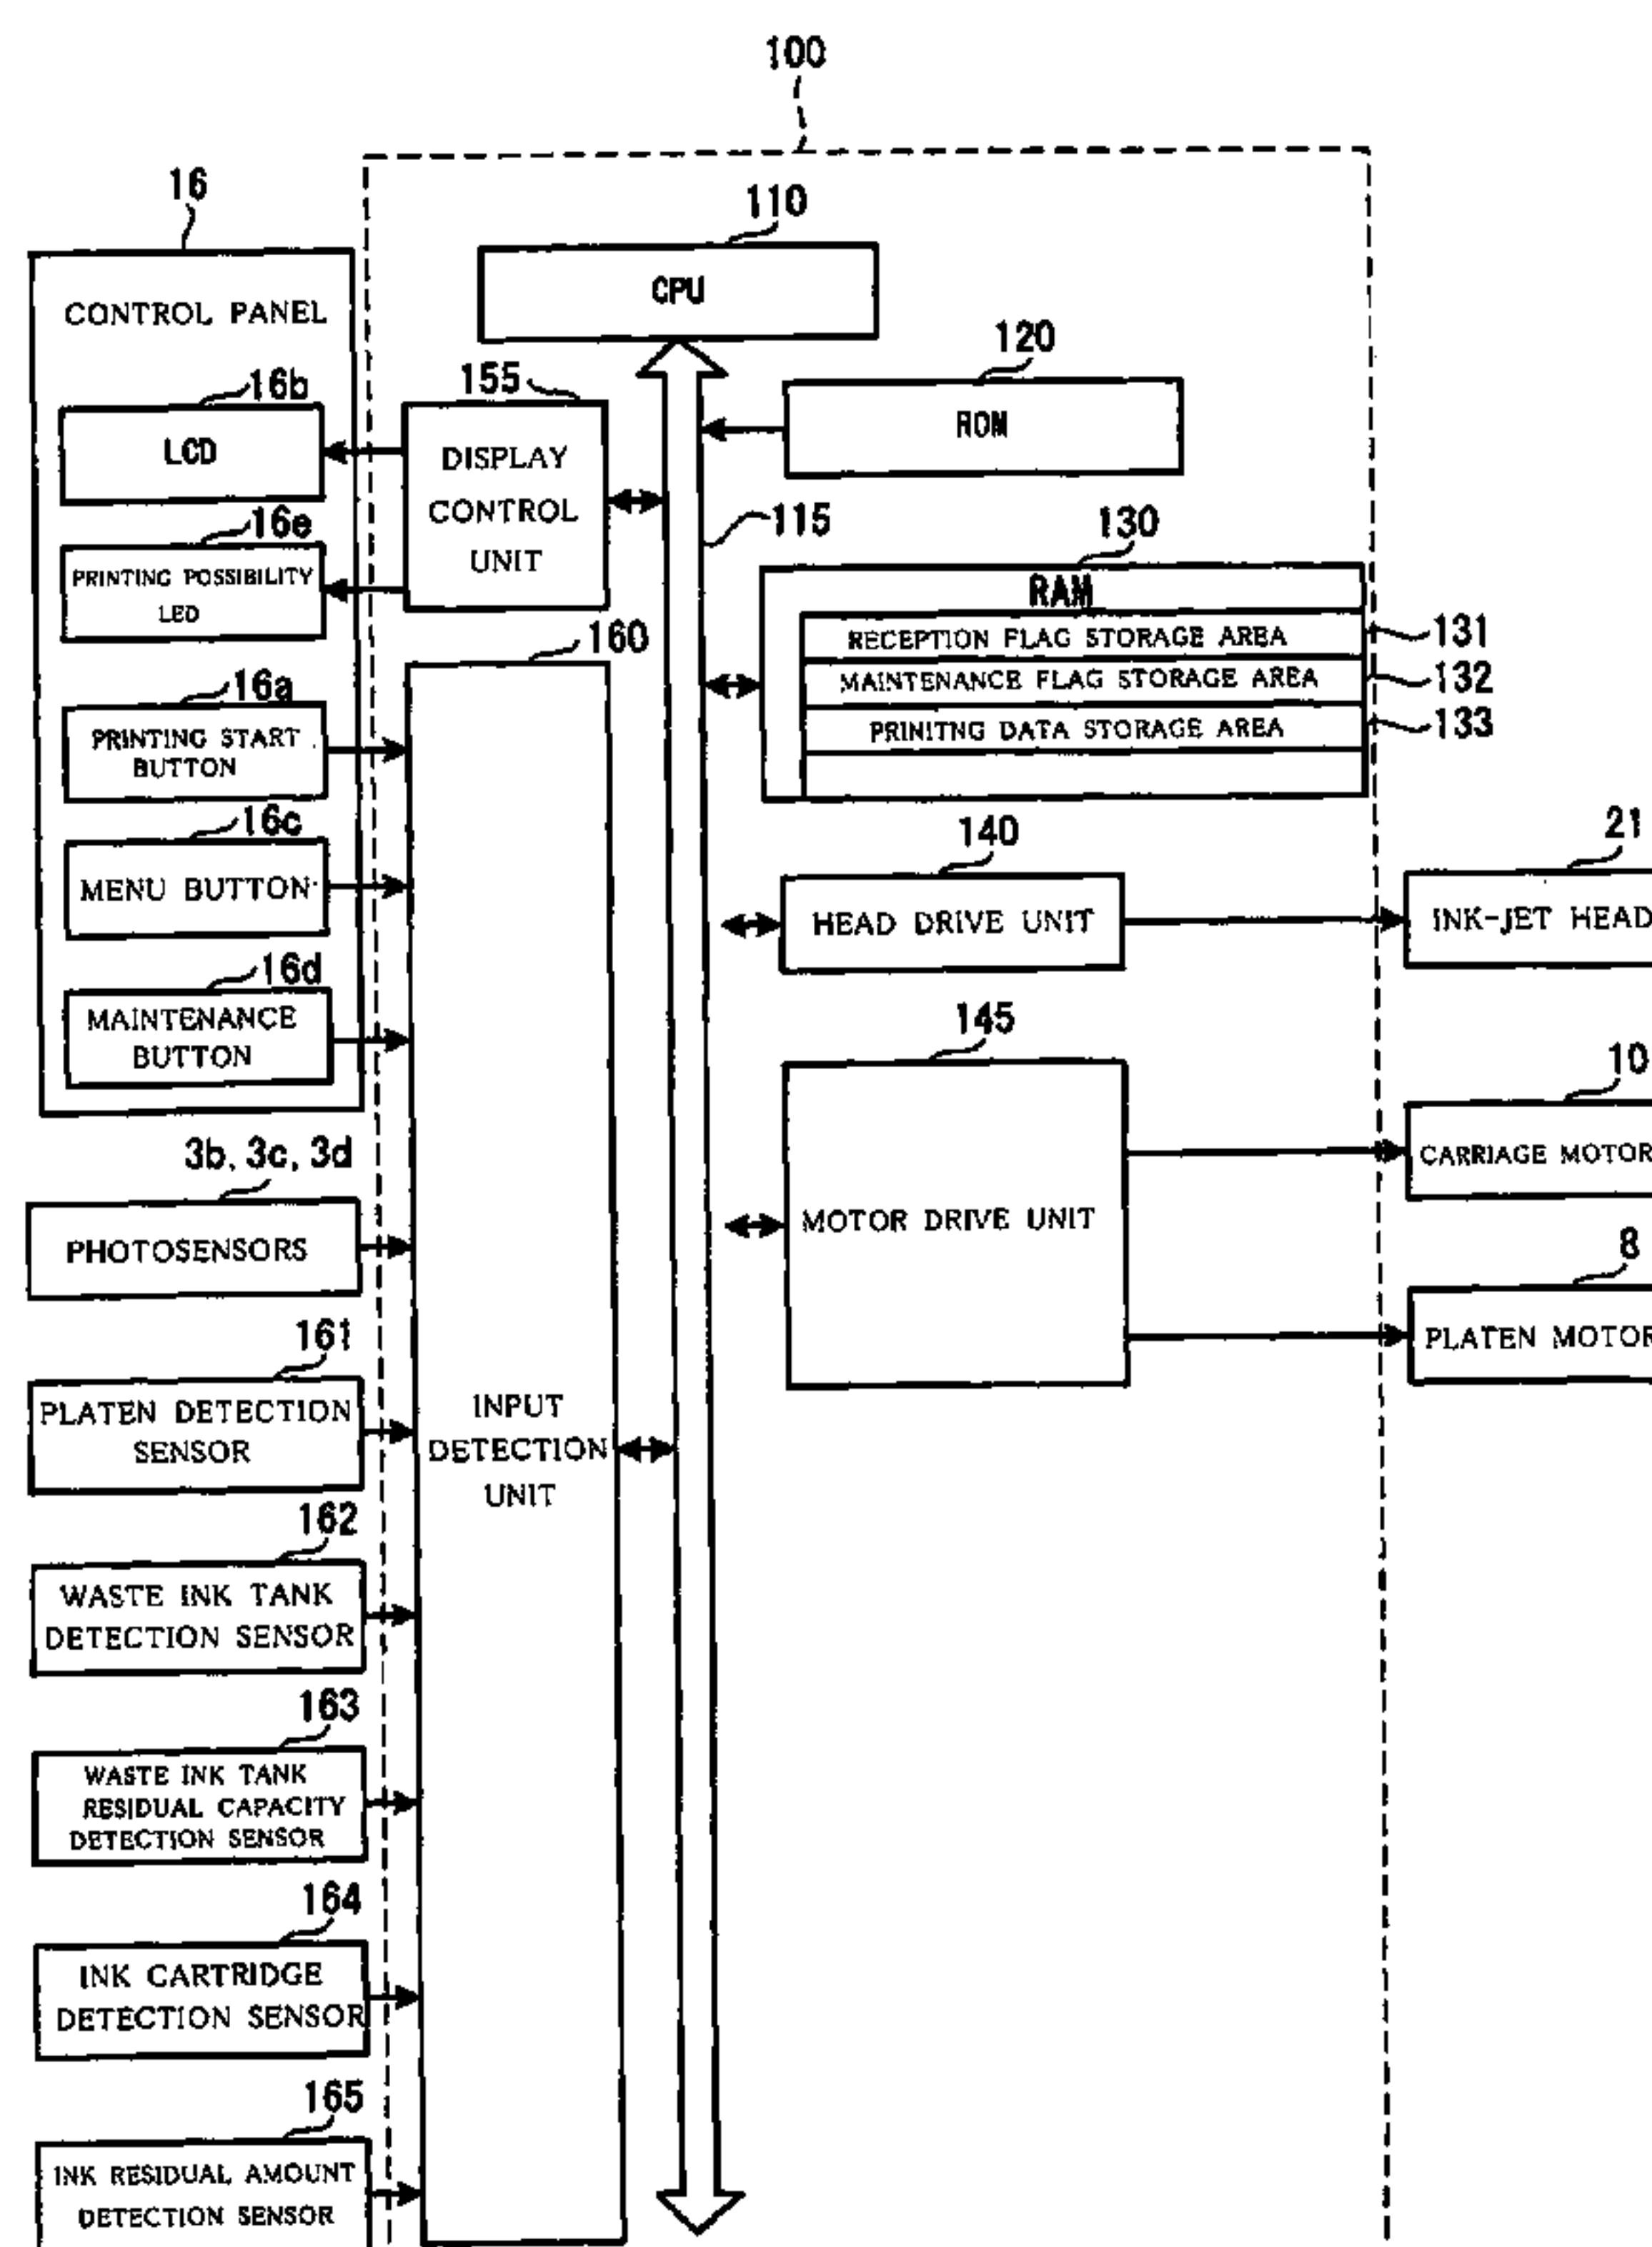 100
16
110
CONTROL PANEL
CPU
120
16b
155
LCD
ROM
DISPLAY
CONTROL
UNIT
16e
115
130
PRINTING POSSIBILITY
LED
RAM
RECEPTION FLAG STORAGE AREA
131
160
MAINTENANCE FLAG STORAGE AREA
132
16a
PRINITNG DATA STORAGE AREA
133
PRINTING START
BUTTON
16c
140
21
MENU BUTTON
HEAD DRIVE UNIT
INK-JET HEAD
16d
MAINTENANCE
BUTTON
145
10
3b, 3c, 3d
CARRIAGE MOTOR
PHOTOSENSORS
MOTOR DRIVE UNIT
8
161
PLATEN MOTOR
PLATEN DETECTION
SENSOR
INPUT
DETECTION
UNIT
162
WASTE INK TANK
DETECTION SENSOR
163
WASTE INK TANK
RESIDUAL CAPACITY
DETECTION SENSOR
164
INK CARTRIDGE
DETECTION SENSOR
165
INK RESIDUAL AMOUNT
DETECTION SENSOR